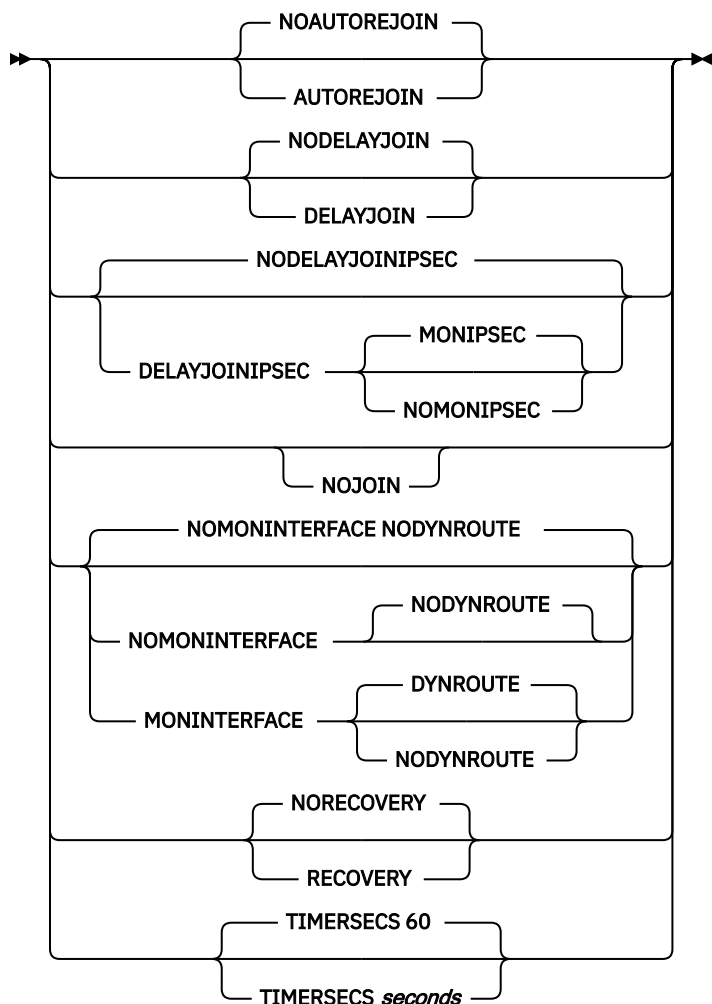 NOAUTOREJOIN
AUTOREJOIN
NODELAYJOIN
DELAYJOIN
NODELAYJOINIPSEC
MONIPSEC
DELAYJOINIPSEC
NOMONIPSEC
NOJOIN
NOMONINTERFACE NODYNROUTE
NODYNROUTE
NOMONINTERFACE
DYNROUTE
MONINTERFACE
NODYNROUTE
NORECOVERY
RECOVERY
TIMERSECS 60
TIMERSECS seconds